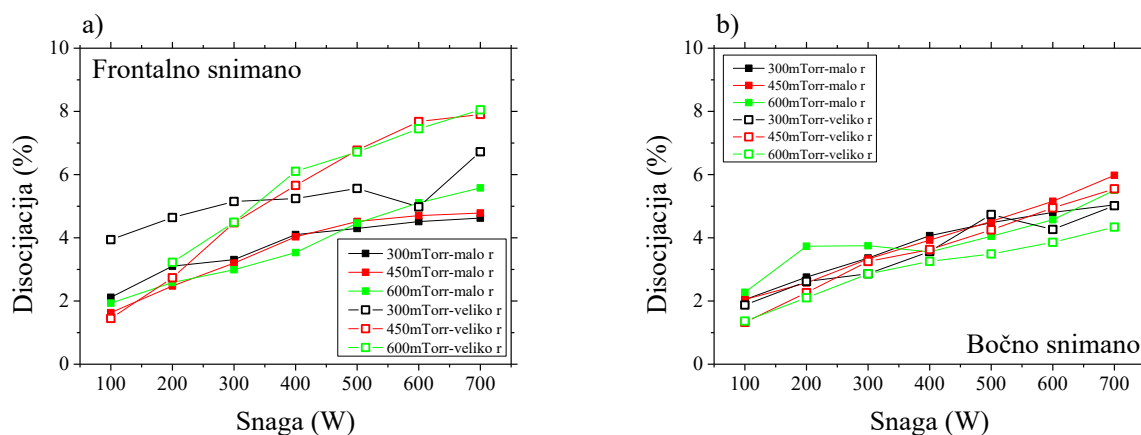 a)
Frontalno snimano
Disocijacija (%)
10
8
6
4
2
0
100 200 300 400 500 600 700
Snaga (W)
300mTorr-malo r
450mTorr-malo r
600mTorr-malo r
300mTorr-veliko r
450mTorr-veliko r
600mTorr-veliko r
b)
Disocijacija (%)
10
8
6
4
2
0
100 200 300 400 500 600 700
Snaga (W)
300mTorr-malo r
450mTorr-malo r
600mTorr-malo r
300mTorr-veliko r
450mTorr-veliko r
600mTorr-veliko r
Bočno snimano